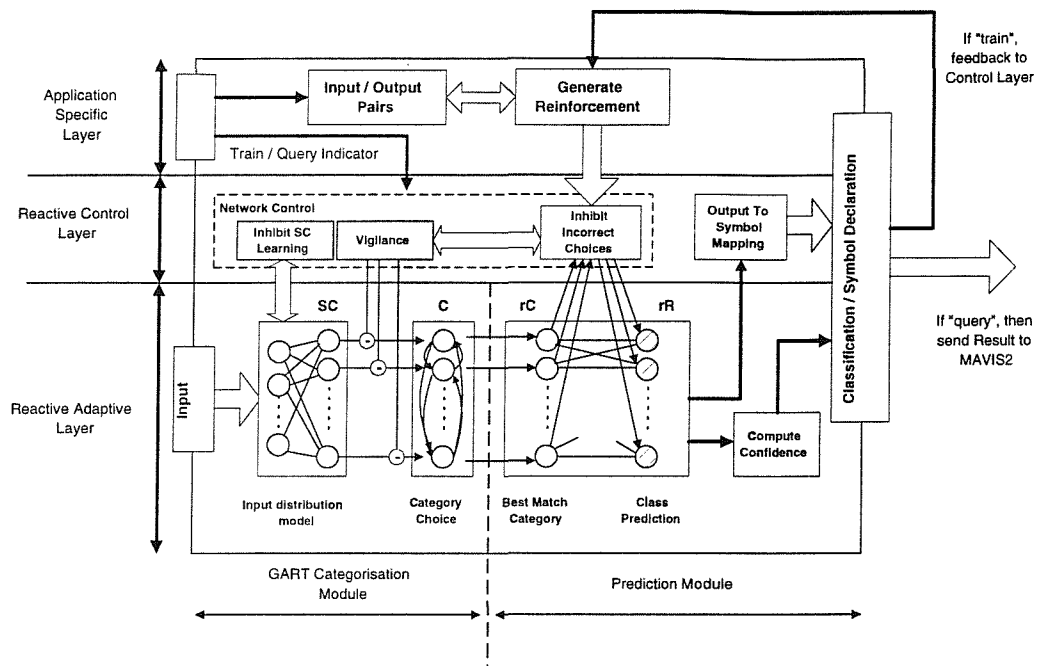 If "train",
feedback to
Control Layer
Application
Specific
Layer
Input / Output
Pairs
Generate
Reinforcement
Train / Query Indicator
Reactive Control
Layer
Network Control
Inhibit SC
Learning
Vigilance
Inhibit
Incorrect
Choices
Output To
Symbol
Mapping
Classification / Symbol Declaration
SC
C
rC
rR
If "query", then
send Result to
MAVIS2
Reactive Adaptive
Layer
Input
-
-
-
Compute
Confidence
Input distribution
model
Category
Choice
Best Match
Category
Class
Prediction
GART Categorisation
Module
Prediction Module